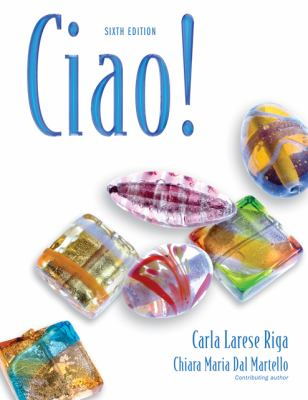 SIXTH EDITION
Ciao!
Carla Larese Riga
Chiara Maria Dal Martello
Contributing author